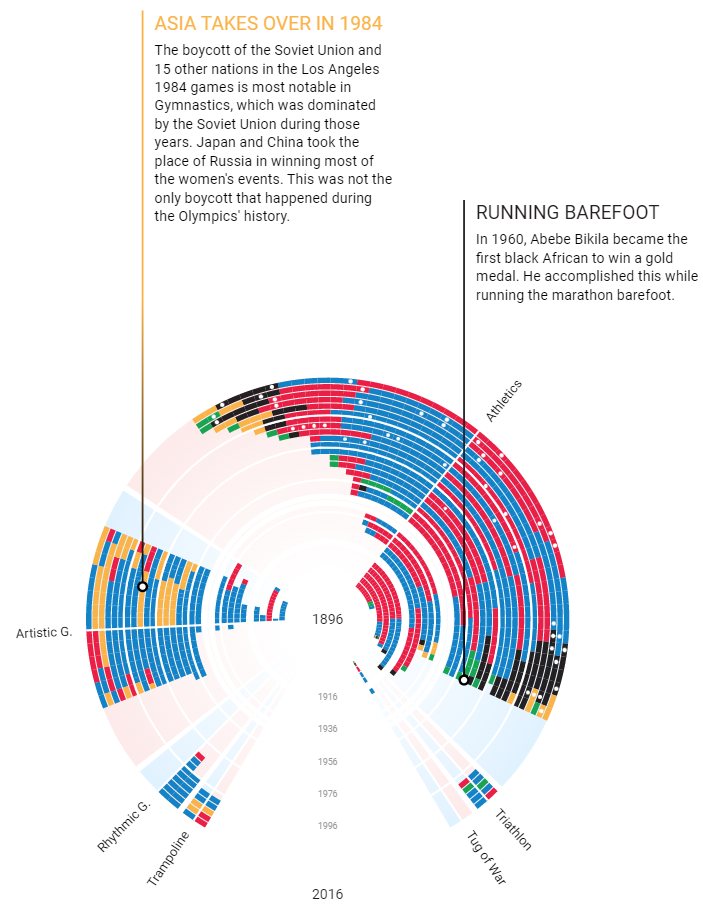 ASIA TAKES OVER IN 1984
The boycott of the Soviet Union and
15 other nations in the Los Angeles
1984 games is most notable in
Gymnastics, which was dominated
by the Soviet Union during those
years. Japan and China took the
place of Russia in winning most of
the women's events. This was not the
only boycott that happened during
the Olympics' history.
RUNNING BAREFOOT
In 1960, Abebe Bikila became the
first black African to win a gold
medal. He accomplished this while
running the marathon barefoot.
Athletics
Artistic G.
1896
1916
1936
1956
1976
1996
Rhythmic G.
Trampoline
Triathlon
Tug of War
2016